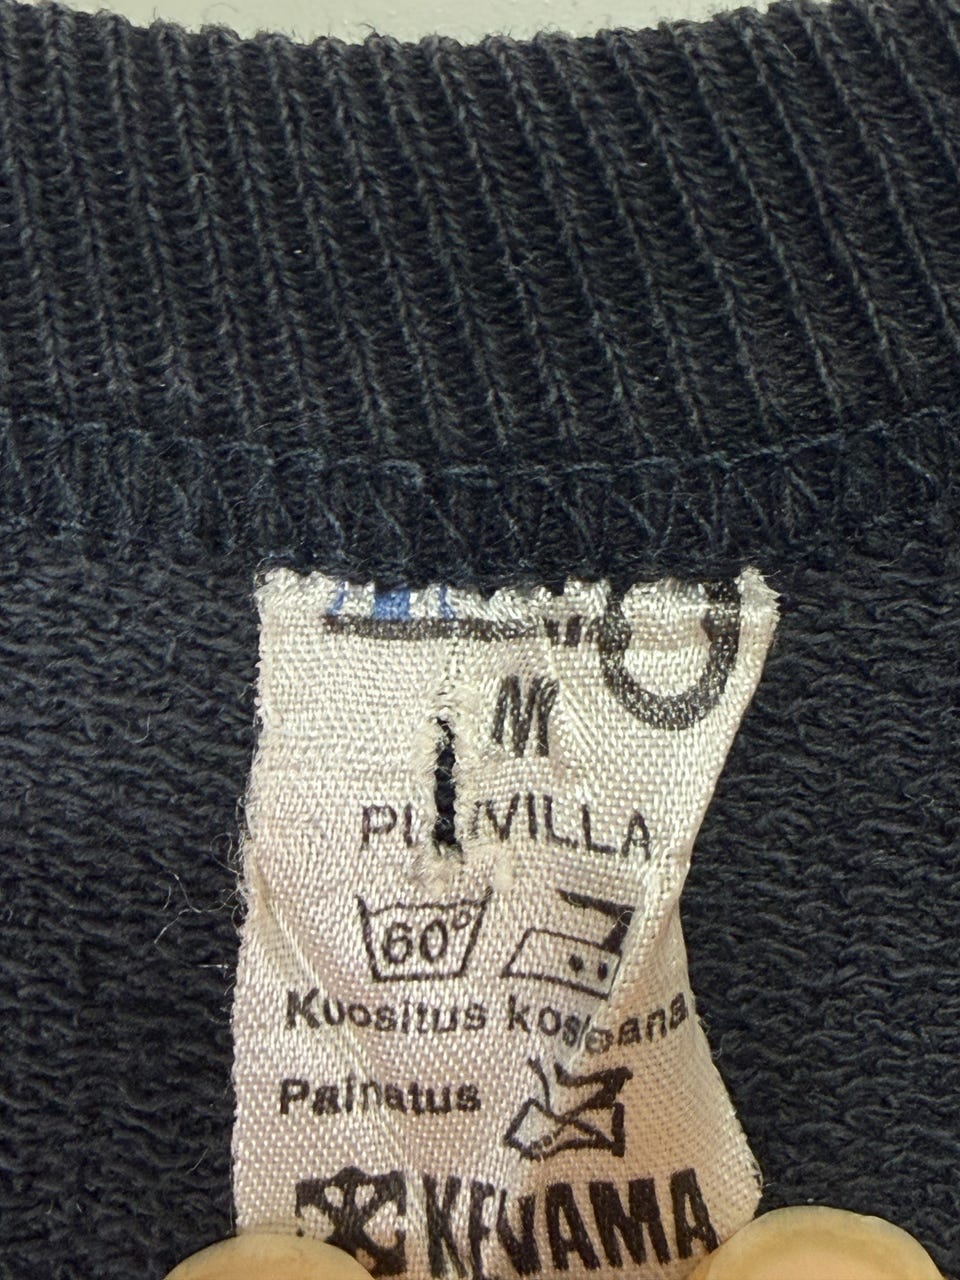 M
60°
Kuositus kosteana
Painatus
KEVAMA